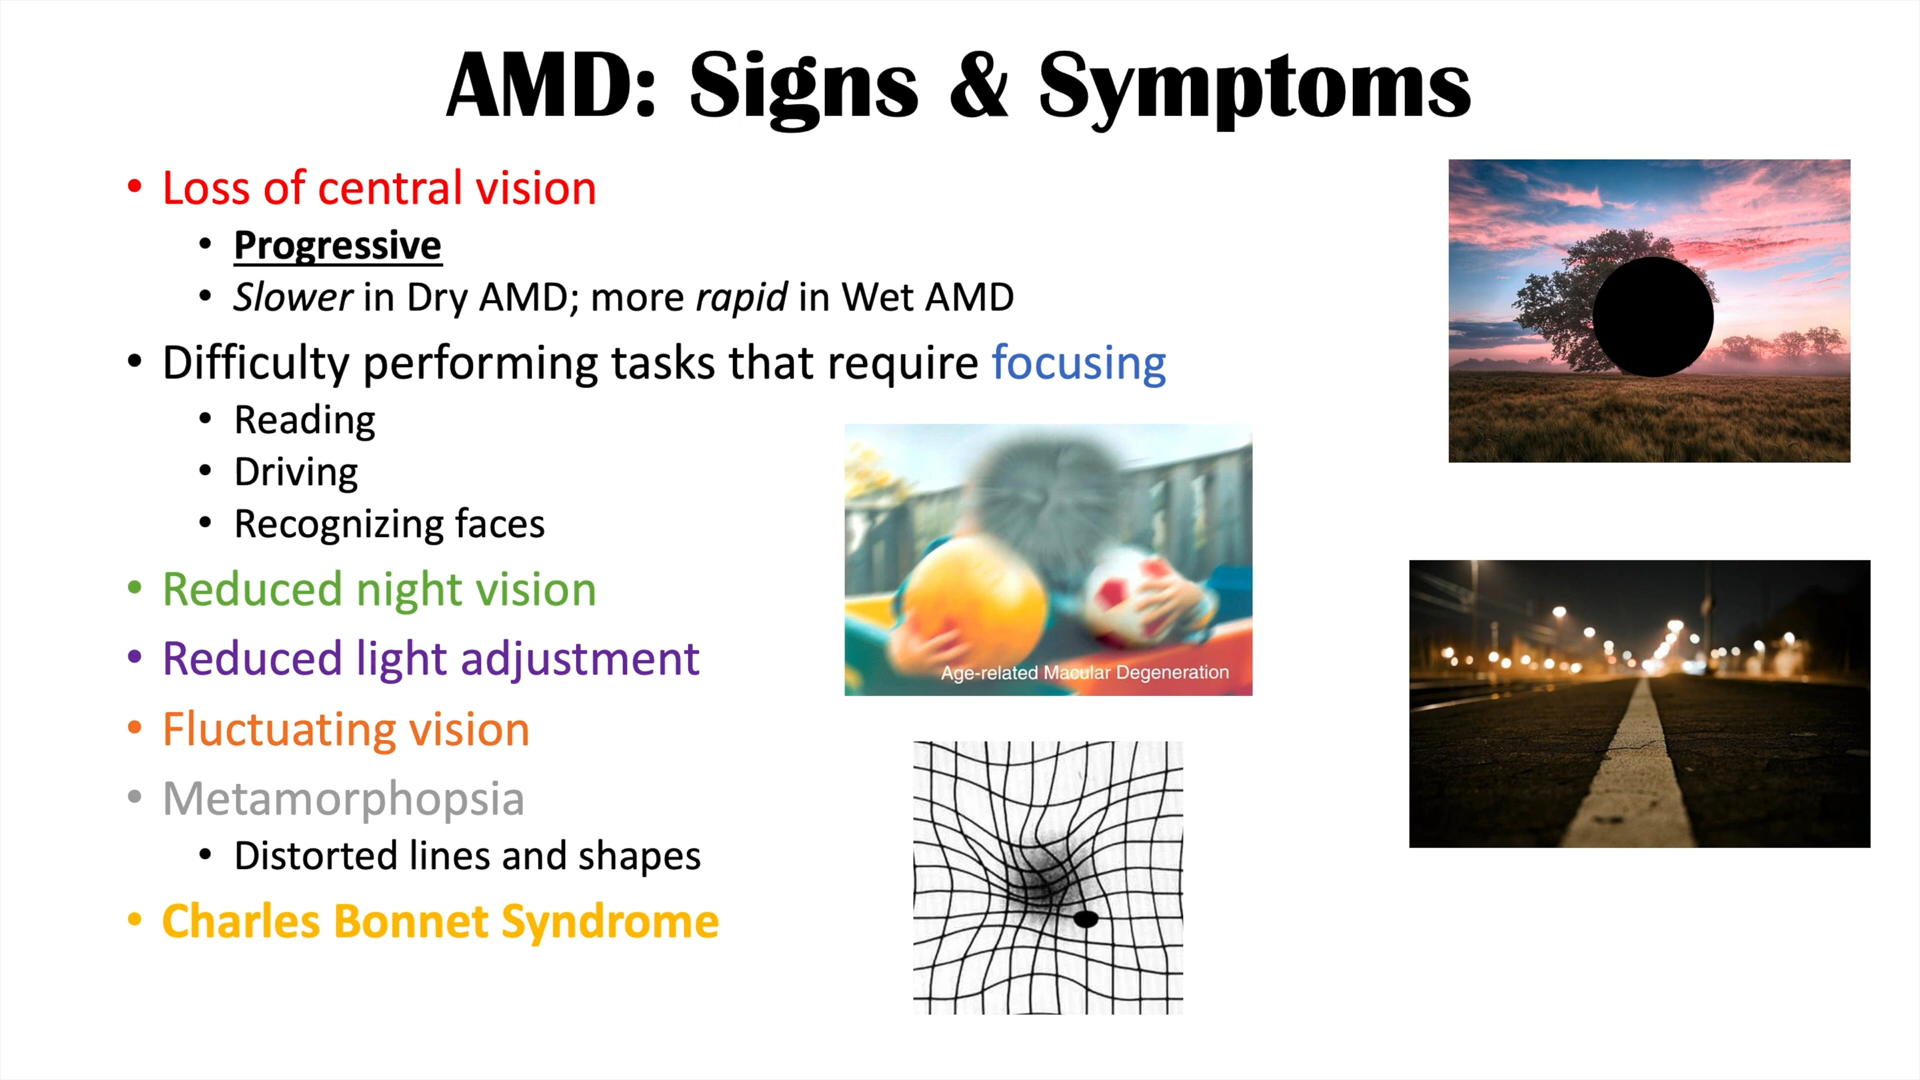 AMD: Signs & Symptoms
• Loss of central vision
• Progressive
• Slower in Dry AMD; more rapid in Wet AMD
• Difficulty performing tasks that require focusing
• Reading
• Driving
• Recognizing faces
• Reduced night vision
• Reduced light adjustment
• Fluctuating vision
• Metamorphopsia
• Distorted lines and shapes
• Charles Bonnet Syndrome
Age-related Macular Degeneration